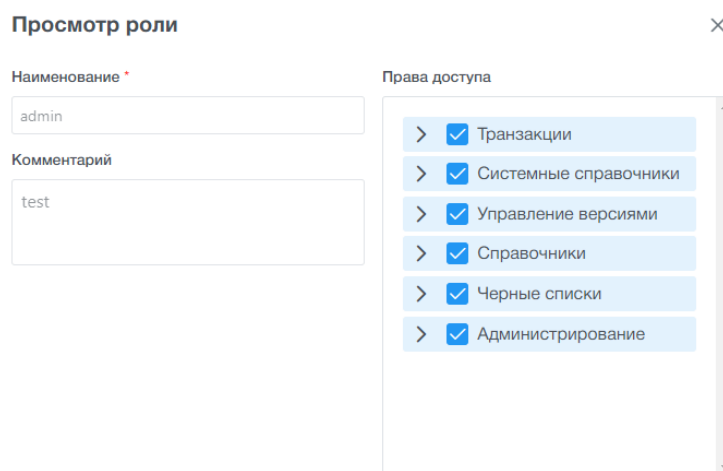 Просмотр роли
Наименование *
admin
Комментарий
test
Права доступа
Транзакции
Системные справочники
Управление версиями
Справочники
Черные списки
Администрирование